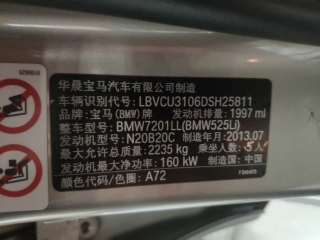 华晨宝马汽车有限公司制造
车辆识别代号: LBVCU3106DSH25811
品牌: 宝马(BMW)牌 发动机排量: 1997 ml
整车型号: BMW7201LL(BMW525Li)
发动机型号: N20B20C 制造年月: 2013.07
最大允许总质量: 2235 kg 乘坐人数: 5人
发动机最大净功率: 160 kW 制造国: 中国
颜色代码/色圈: A72